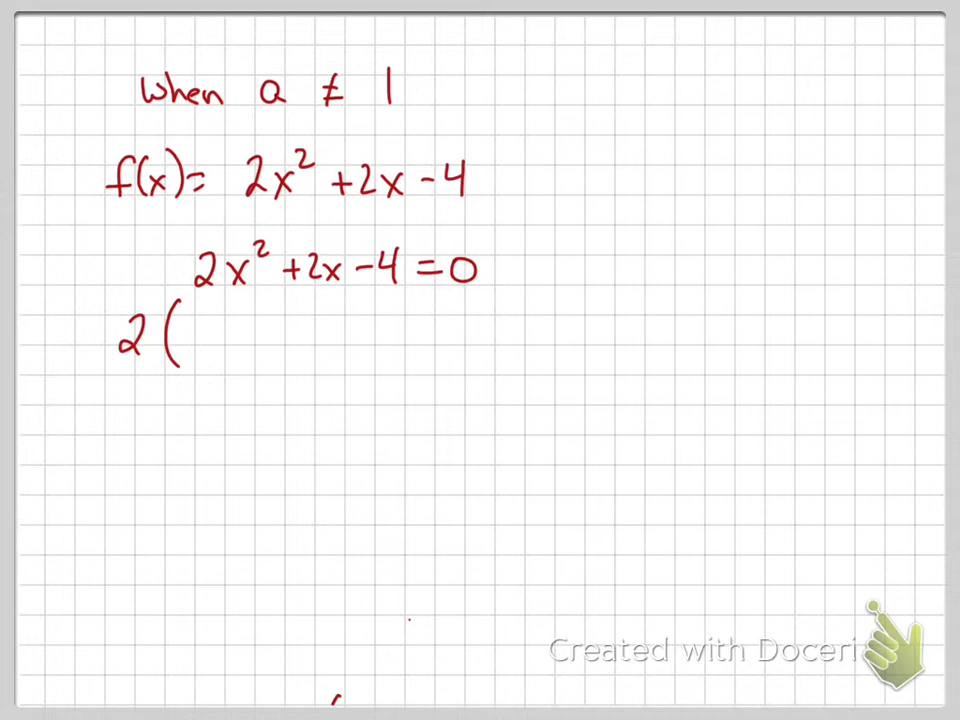 when a ≠ 1
f(x)= 2x² +2x -4
2x² +2x -4 = 0
2 (
Created with Doceri